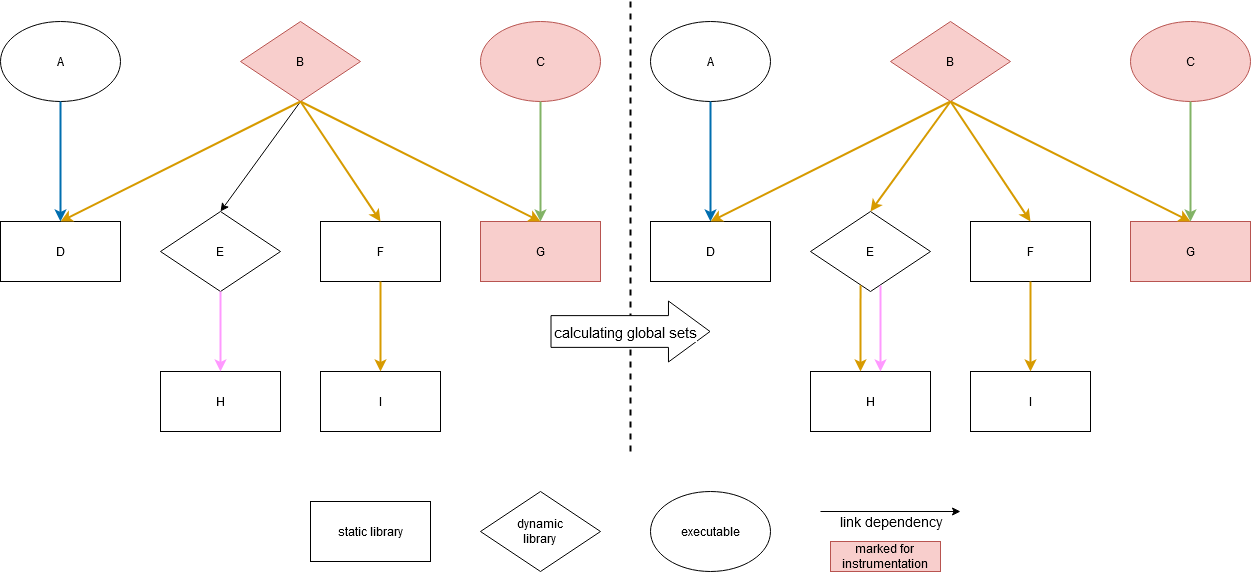 A
B
C
A
B
C
D
E
F
G
D
E
F
G
calculating global sets
H
I
H
I
static library
dynamic
library
executable
link dependency
marked for
instrumentation